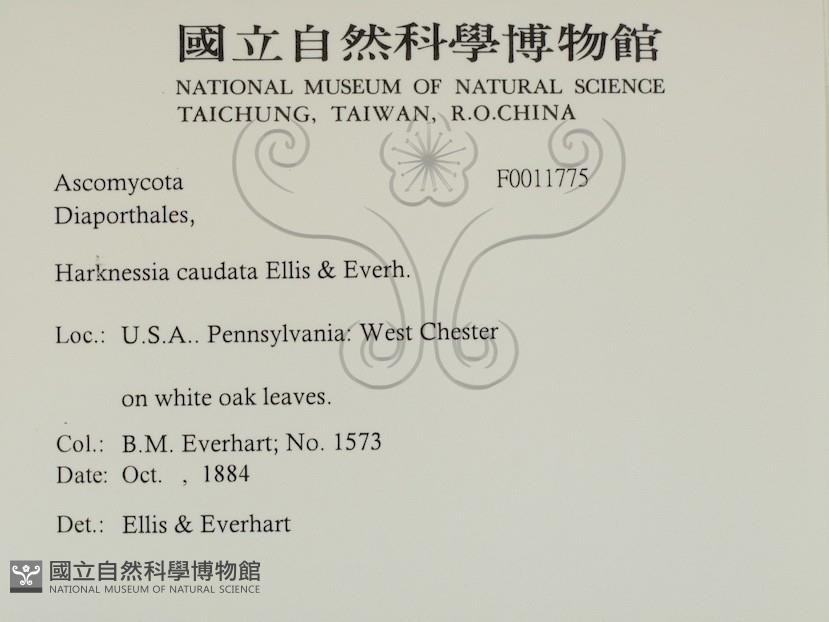 國立自然科學博物館
NATIONAL MUSEUM OF NATURAL SCIENCE
TAICHUNG, TAIWAN, R.O.CHINA
Ascomycota F0011775
Diaporthales,
Harknessia caudata Ellis & Everh.
Loc.: U.S.A.. Pennsylvania: West Chester
on white oak leaves.
Col.: B.M. Everhart; No. 1573
Date: Oct. , 1884
Det.: Ellis & Everhart
國立自然科學博物館
NATIONAL MUSEUM OF NATURAL SCIENCE